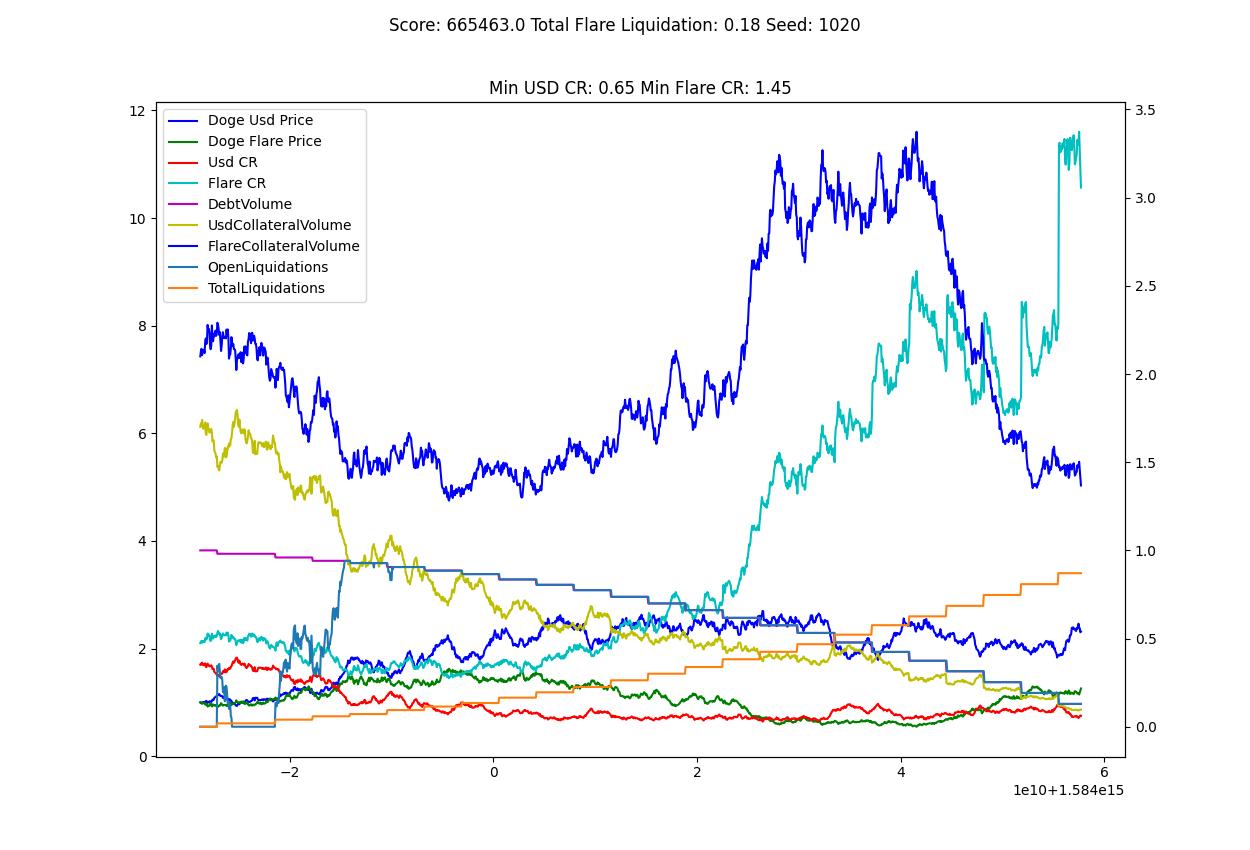 Score: 665463.0 Total Flare Liquidation: 0.18 Seed: 1020
Min USD CR: 0.65 Min Flare CR: 1.45
Doge Usd Price
Doge Flare Price
Usd CR
Flare CR
DebtVolume
UsdCollateralVolume
FlareCollateralVolume
OpenLiquidations
TotalLiquidations
12
10
8
6
4
2
0
3.5
3.0
2.5
2.0
1.5
1.0
0.5
0.0
−2
0
2
4
6
1e10+1.584e15